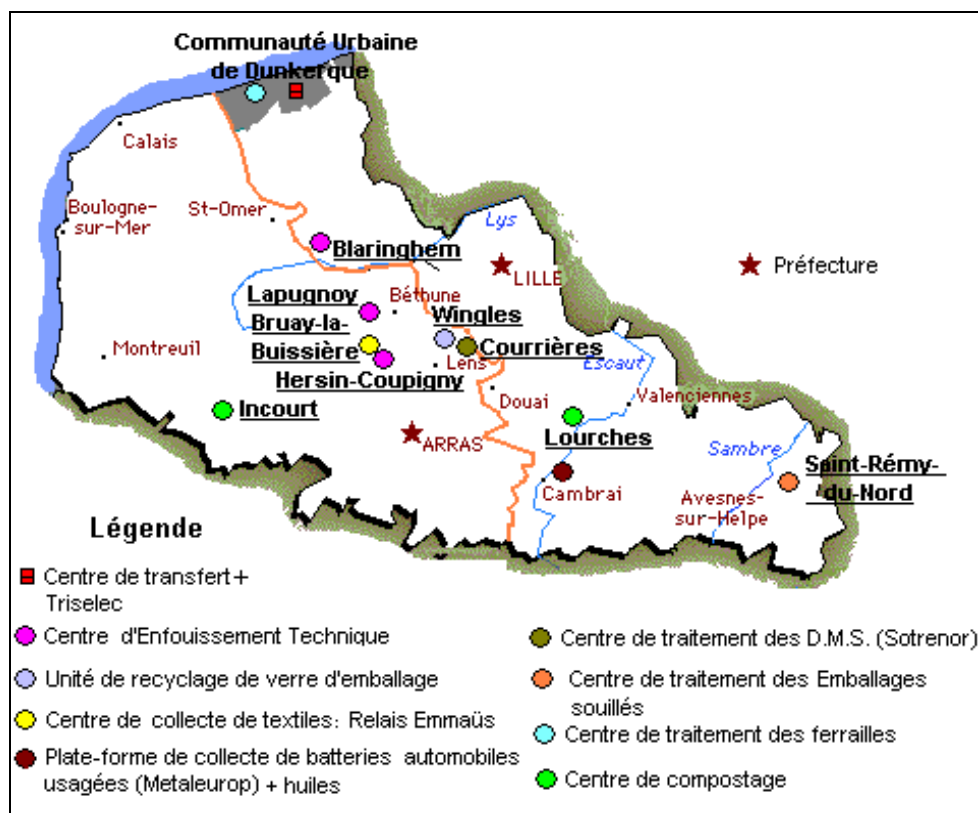 Communauté Urbaine
de Dunkerque
Calais
Boulogne-
sur-Mer
St-Omer
Lys
Blaringhem
LILLE
Préfecture
Lapugnoy
Béthune
Wingles
Bruay-la-
Buissière
Courrières
Montreuil
Lens
Escaut
Hersin-Coupigny
Douai
Valenciennes
Incourt
ARRAS
Lourches
Sambre
Saint-Rémy-
du-Nord
Cambrai
Avesnes-
sur-Helpe
Légende
Centre de transfert +
Triselec
Centre d'Enfouissement Technique
Unité de recyclage de verre d'emballage
Centre de collecte de textiles: Relais Emmaüs
Plate-forme de collecte de batteries automobiles
usagées (Metaleurop) + huiles
Centre de traitement des D.M.S. (Sotrenor)
Centre de traitement des Emballages
souillés
Centre de traitement des ferrailles
Centre de compostage